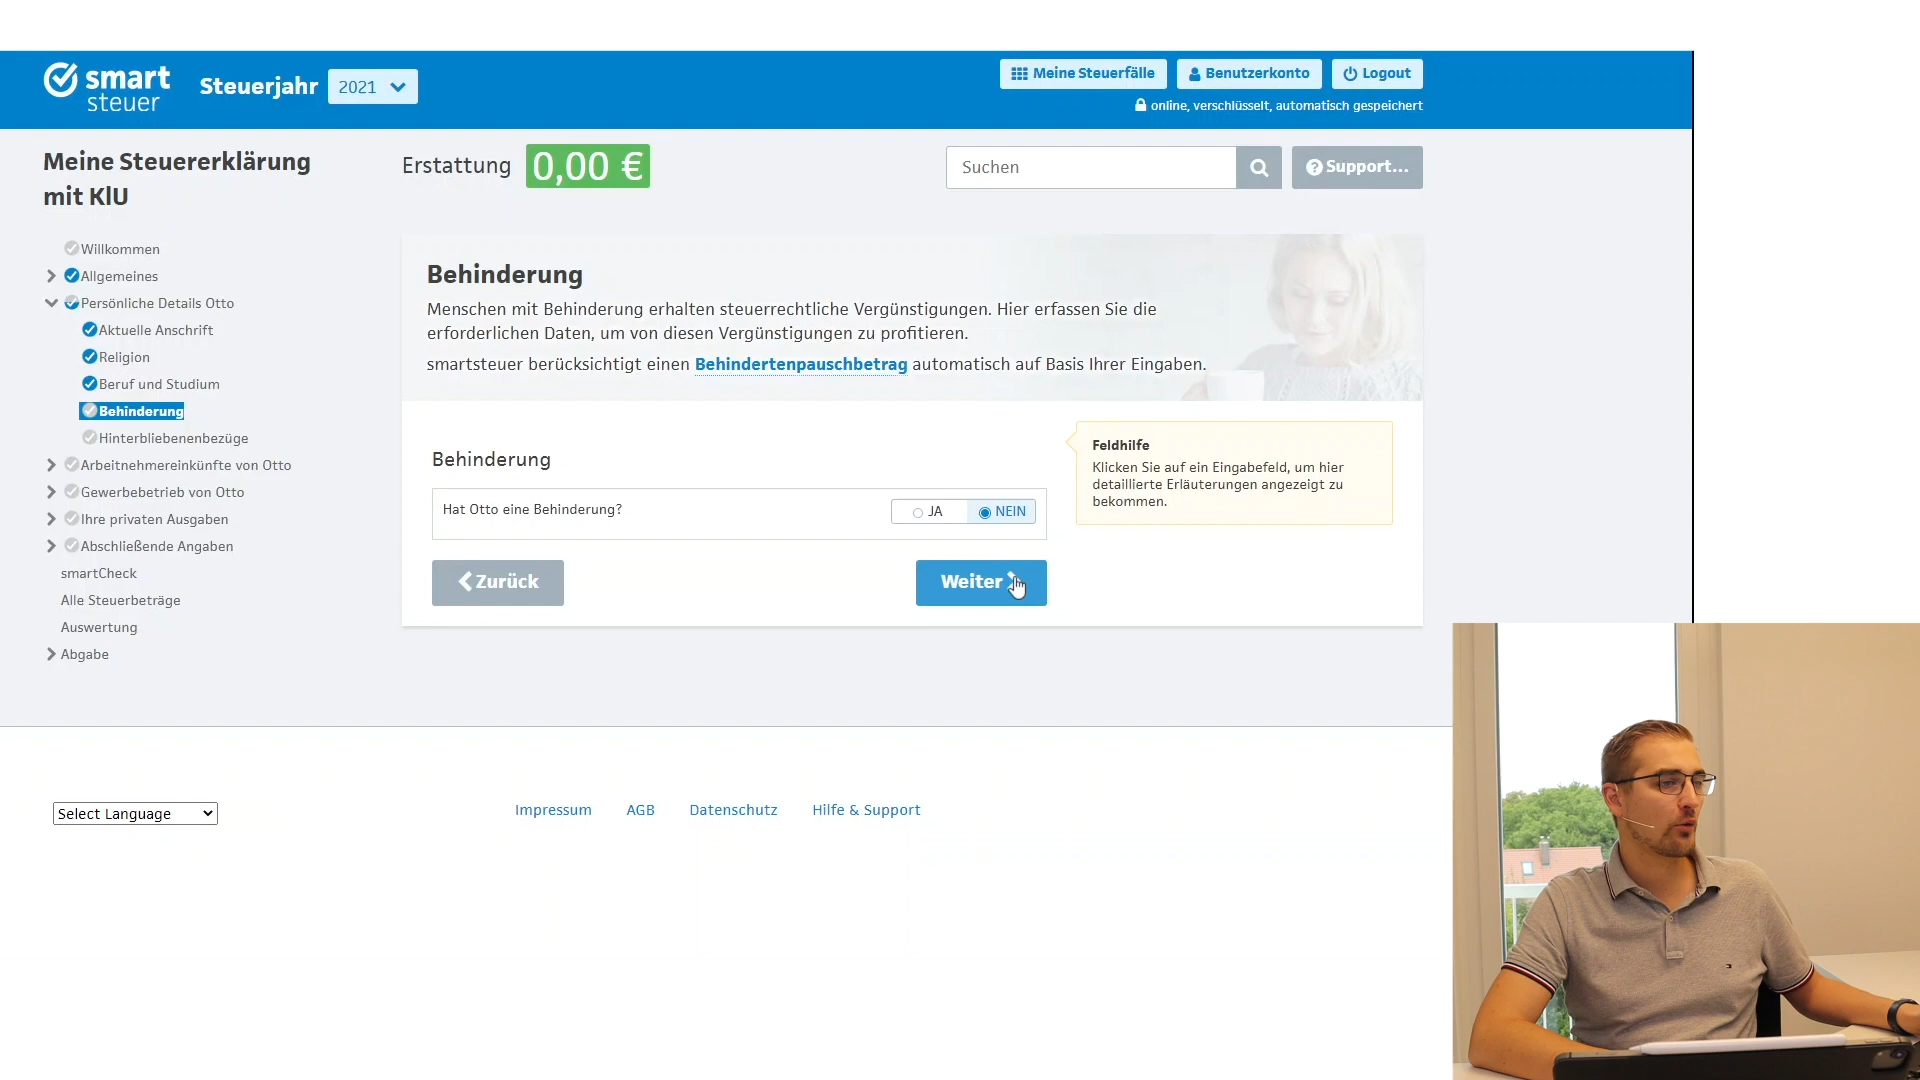 smart
steuer
Steuerjahr
2021
Meine Steuerfälle
Benutzerkonto
Logout
online, verschlüsselt, automatisch gespeichert
Meine Steuererklärung
mit KlU
Erstattung
0,00 €
Suchen
Support...
Willkommen
Allgemeines
Persönliche Details Otto
Aktuelle Anschrift
Religion
Beruf und Studium
Behinderung
Hinterbliebenenbezüge
Arbeitnehmereinkünfte von Otto
Gewerbebetrieb von Otto
Ihre privaten Ausgaben
Abschließende Angaben
smartCheck
Alle Steuerbeträge
Auswertung
Abgabe
Behinderung
Menschen mit Behinderung erhalten steuerrechtliche Vergünstigungen. Hier erfassen Sie die
erforderlichen Daten, um von diesen Vergünstigungen zu profitieren.
smartsteuer berücksichtigt einen Behindertenpauschbetrag automatisch auf Basis Ihrer Eingaben.
Behinderung
Hat Otto eine Behinderung?
JA
NEIN
Zurück
Weiter
Feldhilfe
Klicken Sie auf ein Eingabefeld, um hier
detaillierte Erläuterungen angezeigt zu
bekommen.
Select Language
Impressum
AGB
Datenschutz
Hilfe & Support